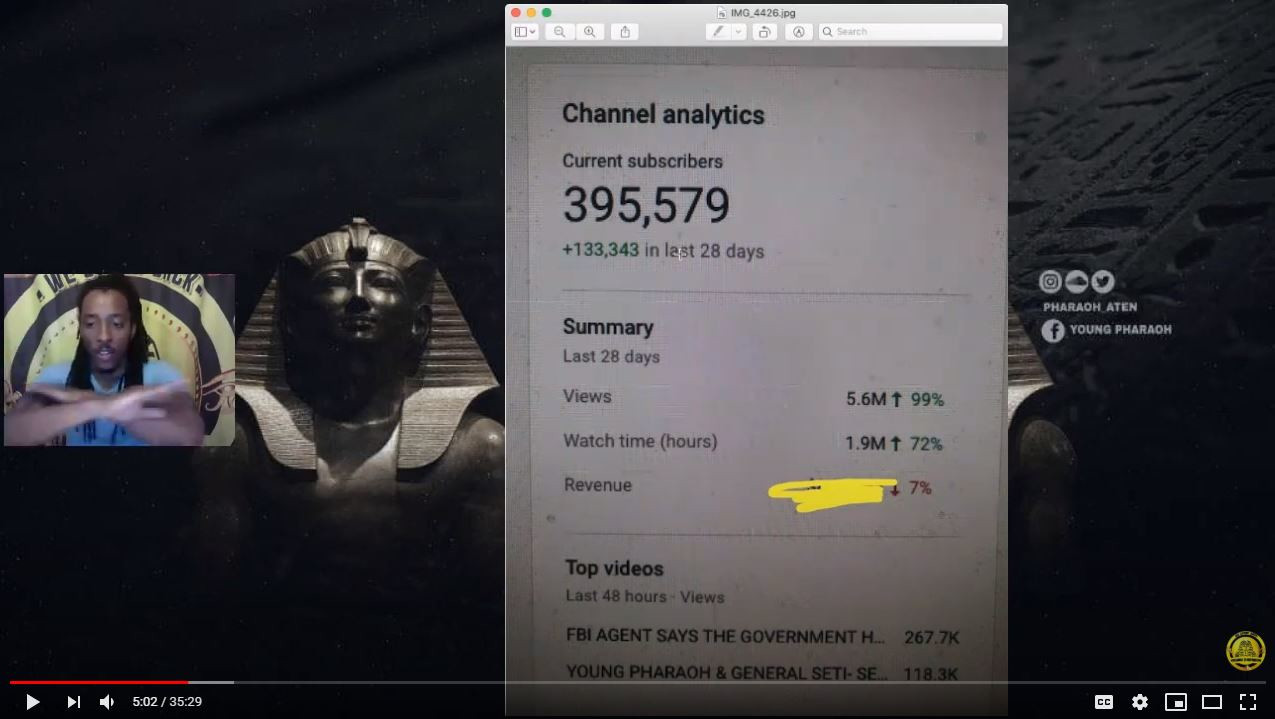 IMG_4426.jpg
Search
Channel analytics
Current subscribers
395,579
+133,343 in last 28 days
Summary
Last 28 days
Views 5.6M↑ 99%
Watch time (hours) 1.9M↑ 72%
Revenue ↓ 7%
Top videos
Last 48 hours · Views
FBI AGENT SAYS THE GOVERNMENT H... 267.7K
YOUNG PHARAOH & GENERAL SETI- SE... 118.3K
PHARAOH_ATEN
YOUNG PHARAOH
5:02 / 35:29
CC